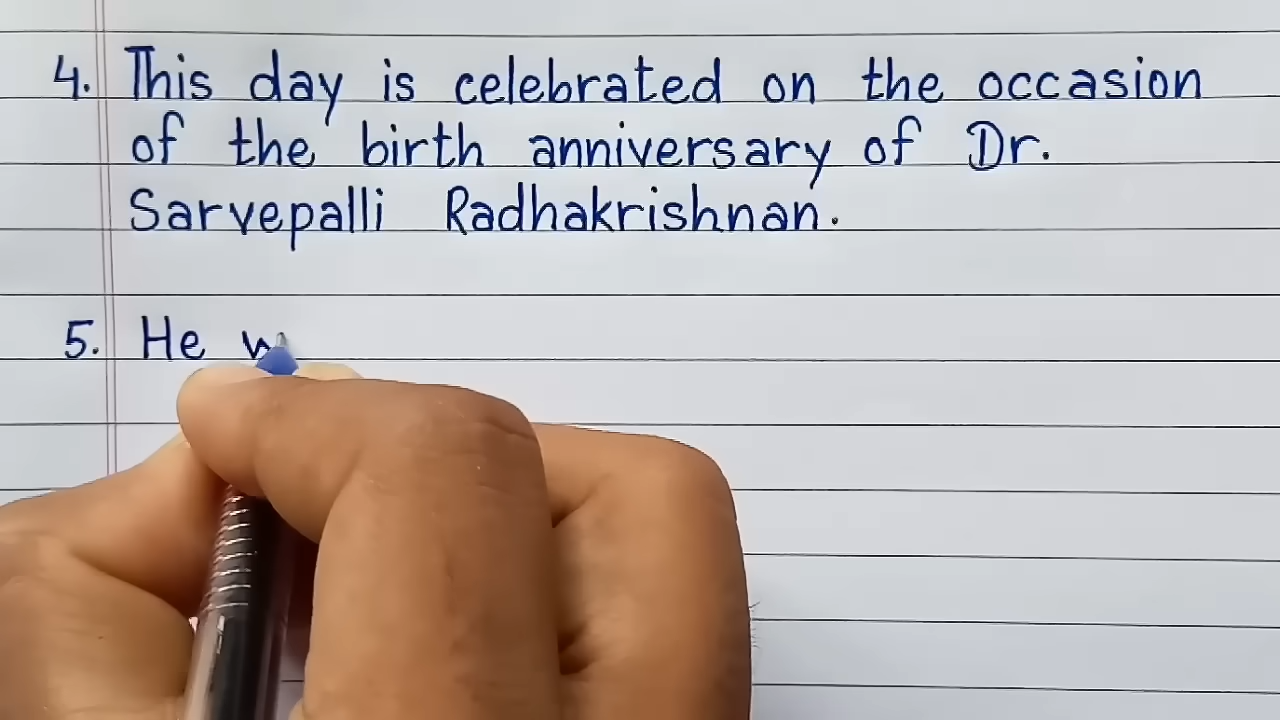 4. This day is celebrated on the occasion
of the birth anniversary of Dr.
Sarvepalli Radhakrishnan.
5. He w